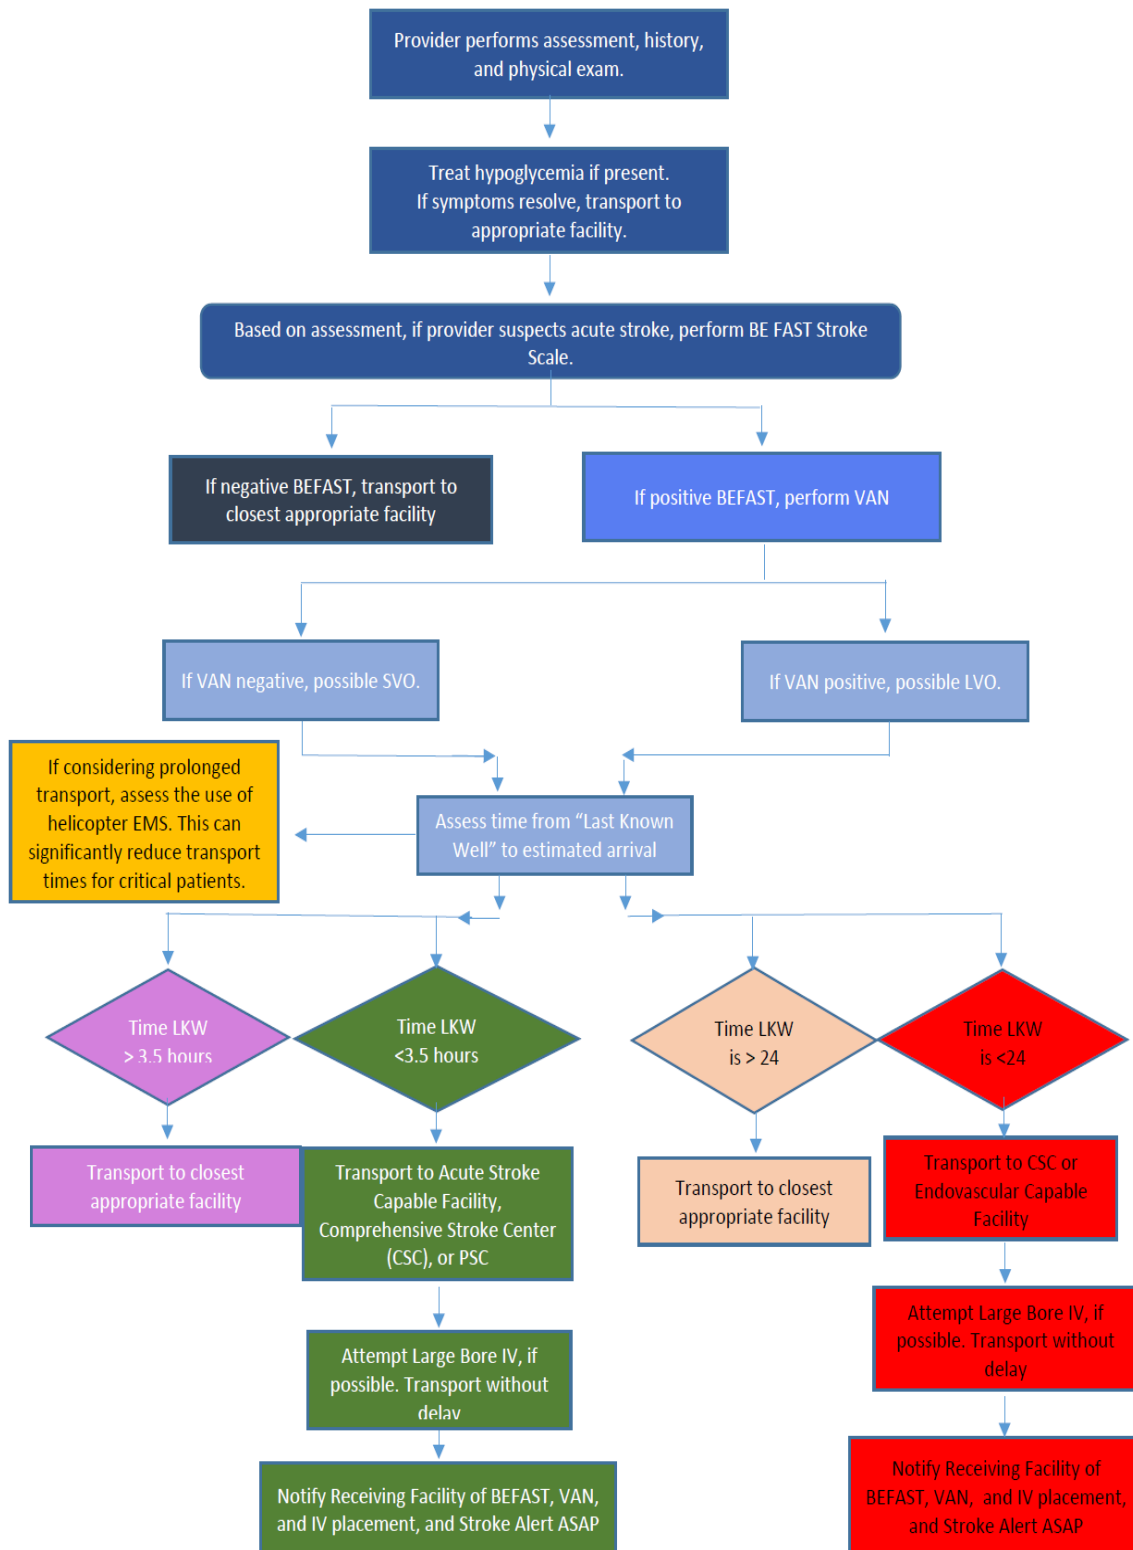 Provider performs assessment, history,
and physical exam.
Treat hypoglycemia if present.
If symptoms resolve, transport to
appropriate facility.
Based on assessment, if provider suspects acute stroke, perform BE FAST Stroke
Scale.
If negative BEFAST, transport to
closest appropriate facility
If positive BEFAST, perform VAN
If VAN negative, possible SVO.
If VAN positive, possible LVO.
If considering prolonged
transport, assess the use of
helicopter EMS. This can
significantly reduce transport
times for critical patients.
Assess time from “Last Known
Well” to estimated arrival
Time LKW
> 3.5 hours
Time LKW
<3.5 hours
Time LKW
is > 24
Time LKW
is <24
Transport to closest
appropriate facility
Transport to Acute Stroke
Capable Facility,
Comprehensive Stroke Center
(CSC), or PSC
Transport to closest
appropriate facility
Transport to CSC or
Endovascular Capable
Facility
Attempt Large Bore IV, if
possible. Transport without
delay
Attempt Large Bore IV, if
possible. Transport without
delay
Notify Receiving Facility of BEFAST, VAN,
and IV placement, and Stroke Alert ASAP
Notify Receiving Facility of
BEFAST, VAN, and IV placement,
and Stroke Alert ASAP